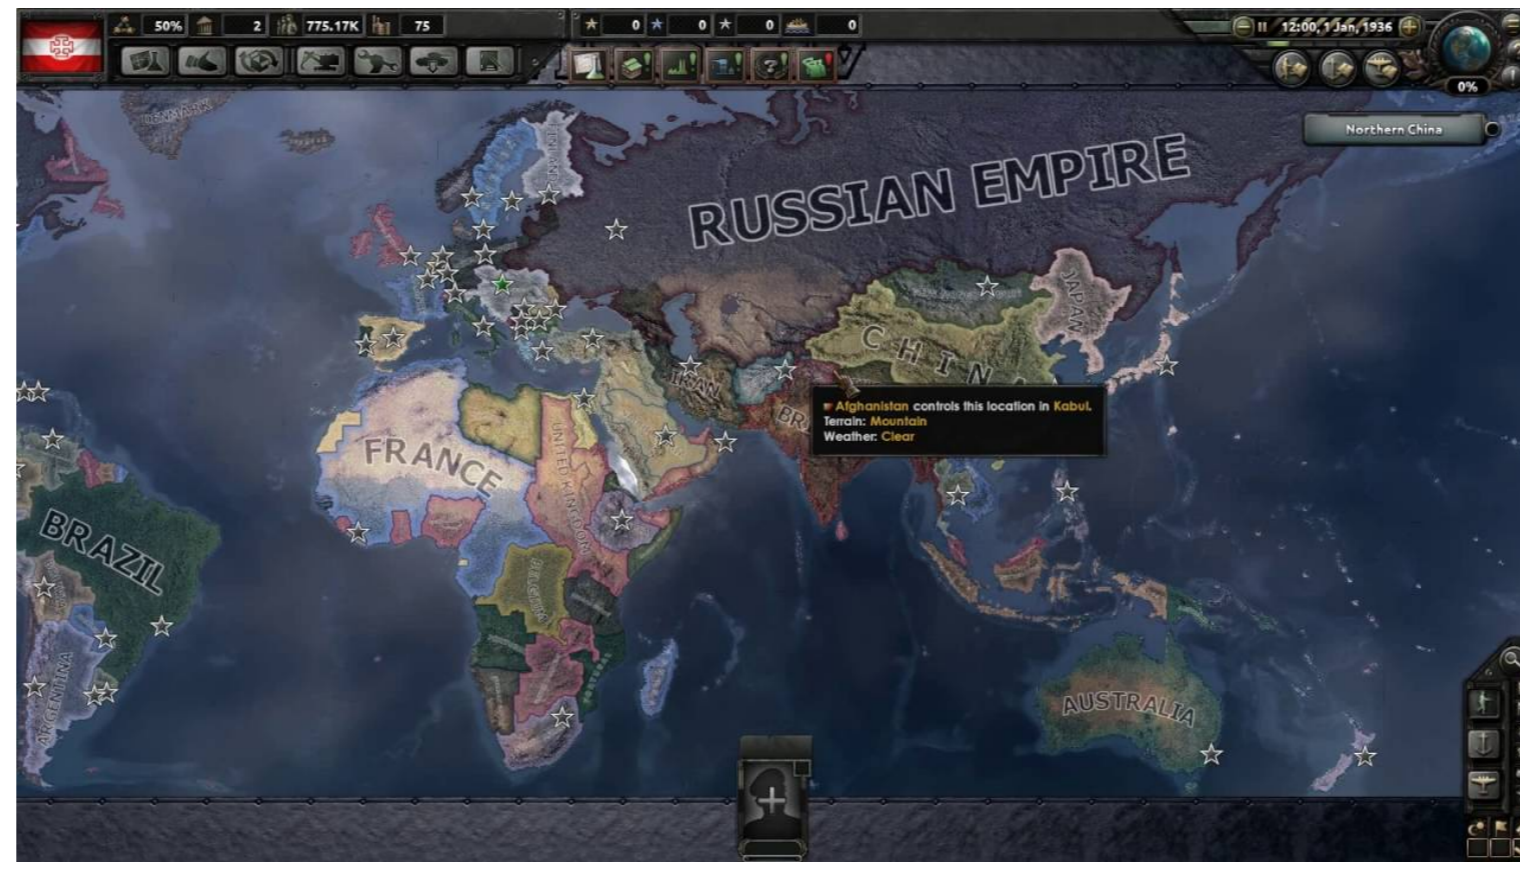 50%
2
775.17K
75
0
0
0
0
12:00, 1 Jan, 1936
0%
Northern China
DENMARK
RUSSIAN EMPIRE
JAPAN
CHINA
IRAN
Afghanistan controls this location in Kabul.
Terrain: Mountain
Weather: Clear
FRANCE
UNITED KINGDOM
BRAZIL
ARGENTINA
AUSTRALIA